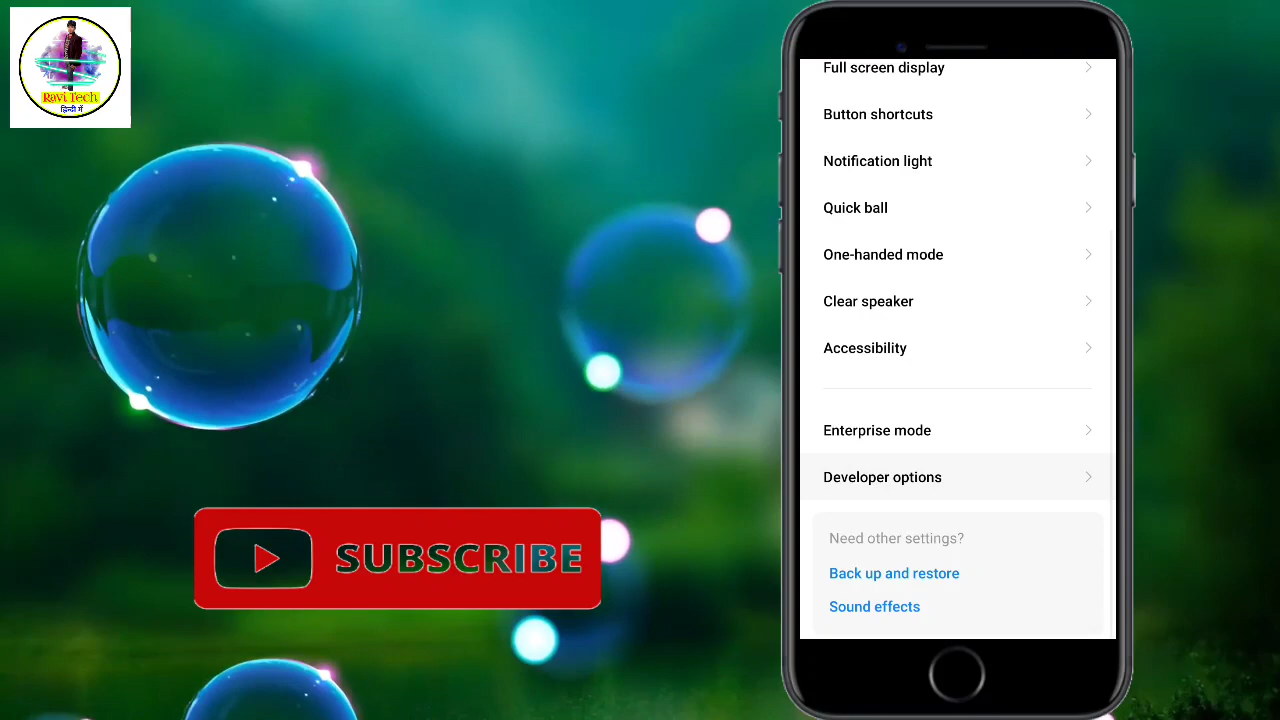 Ravi Tech
हिन्दी में
Full screen display
Button shortcuts
Notification light
Quick ball
One-handed mode
Clear speaker
Accessibility
Enterprise mode
Developer options
Need other settings?
Back up and restore
Sound effects
SUBSCRIBE